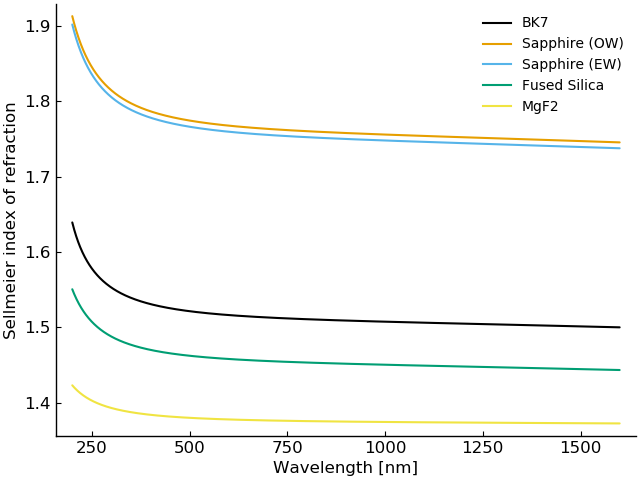 Sellmeier index of refraction
1.9
1.8
1.7
1.6
1.5
1.4
BK7
Sapphire (OW)
Sapphire (EW)
Fused Silica
MgF2
250 500 750 1000 1250 1500
Wavelength [nm]